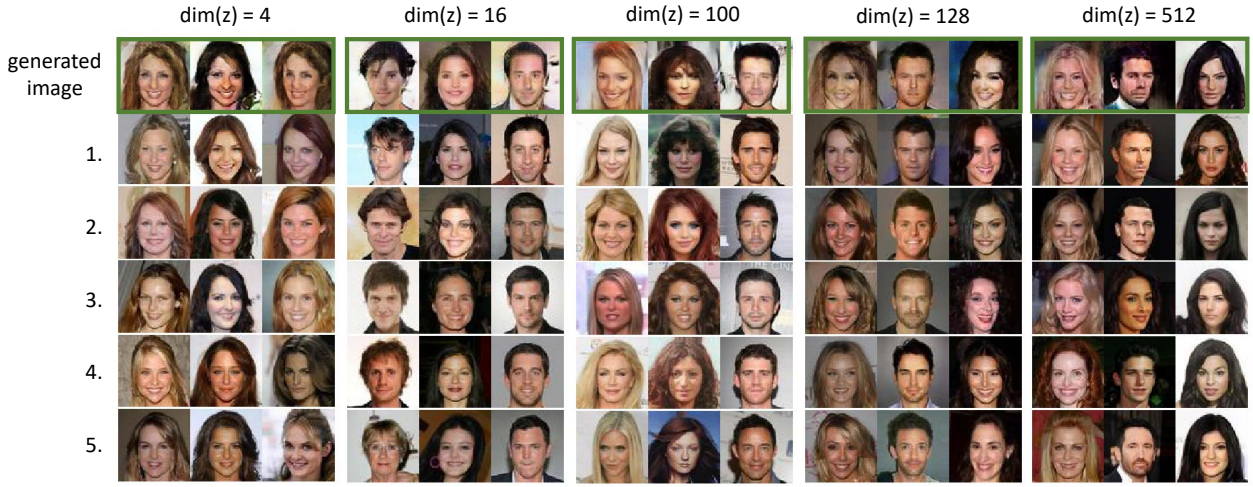 dim(z) = 4 dim(z) = 16 dim(z) = 100 dim(z) = 128 dim(z) = 512
generated
image
1.
2.
3.
4.
5.